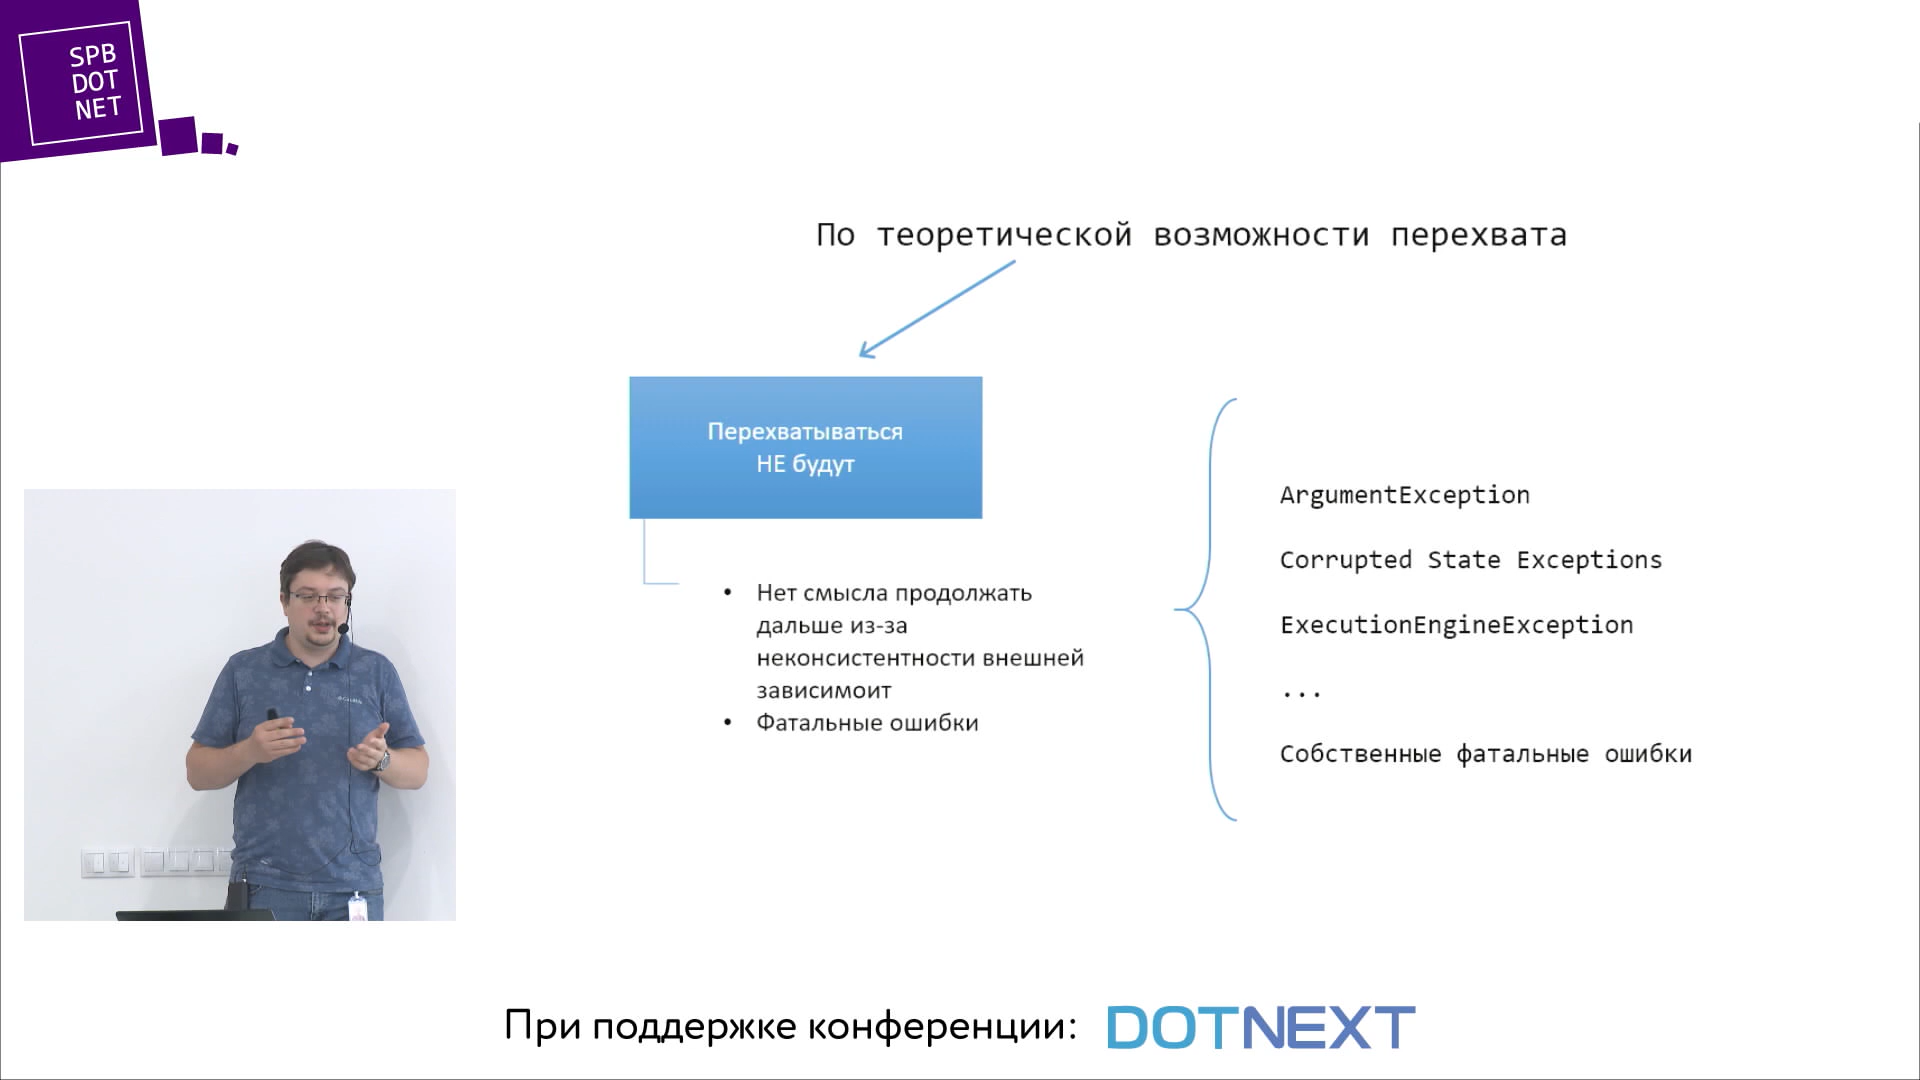 SPB
DOT
NET
По теоретической возможности перехвата
Перехватываться
НЕ будут
• Нет смысла продолжать
дальше из-за
неконсистентности внешней
зависимоит
• Фатальные ошибки
ArgumentException
Corrupted State Exceptions
ExecutionEngineException
...
Собственные фатальные ошибки
При поддержке конференции: DOTNEXT